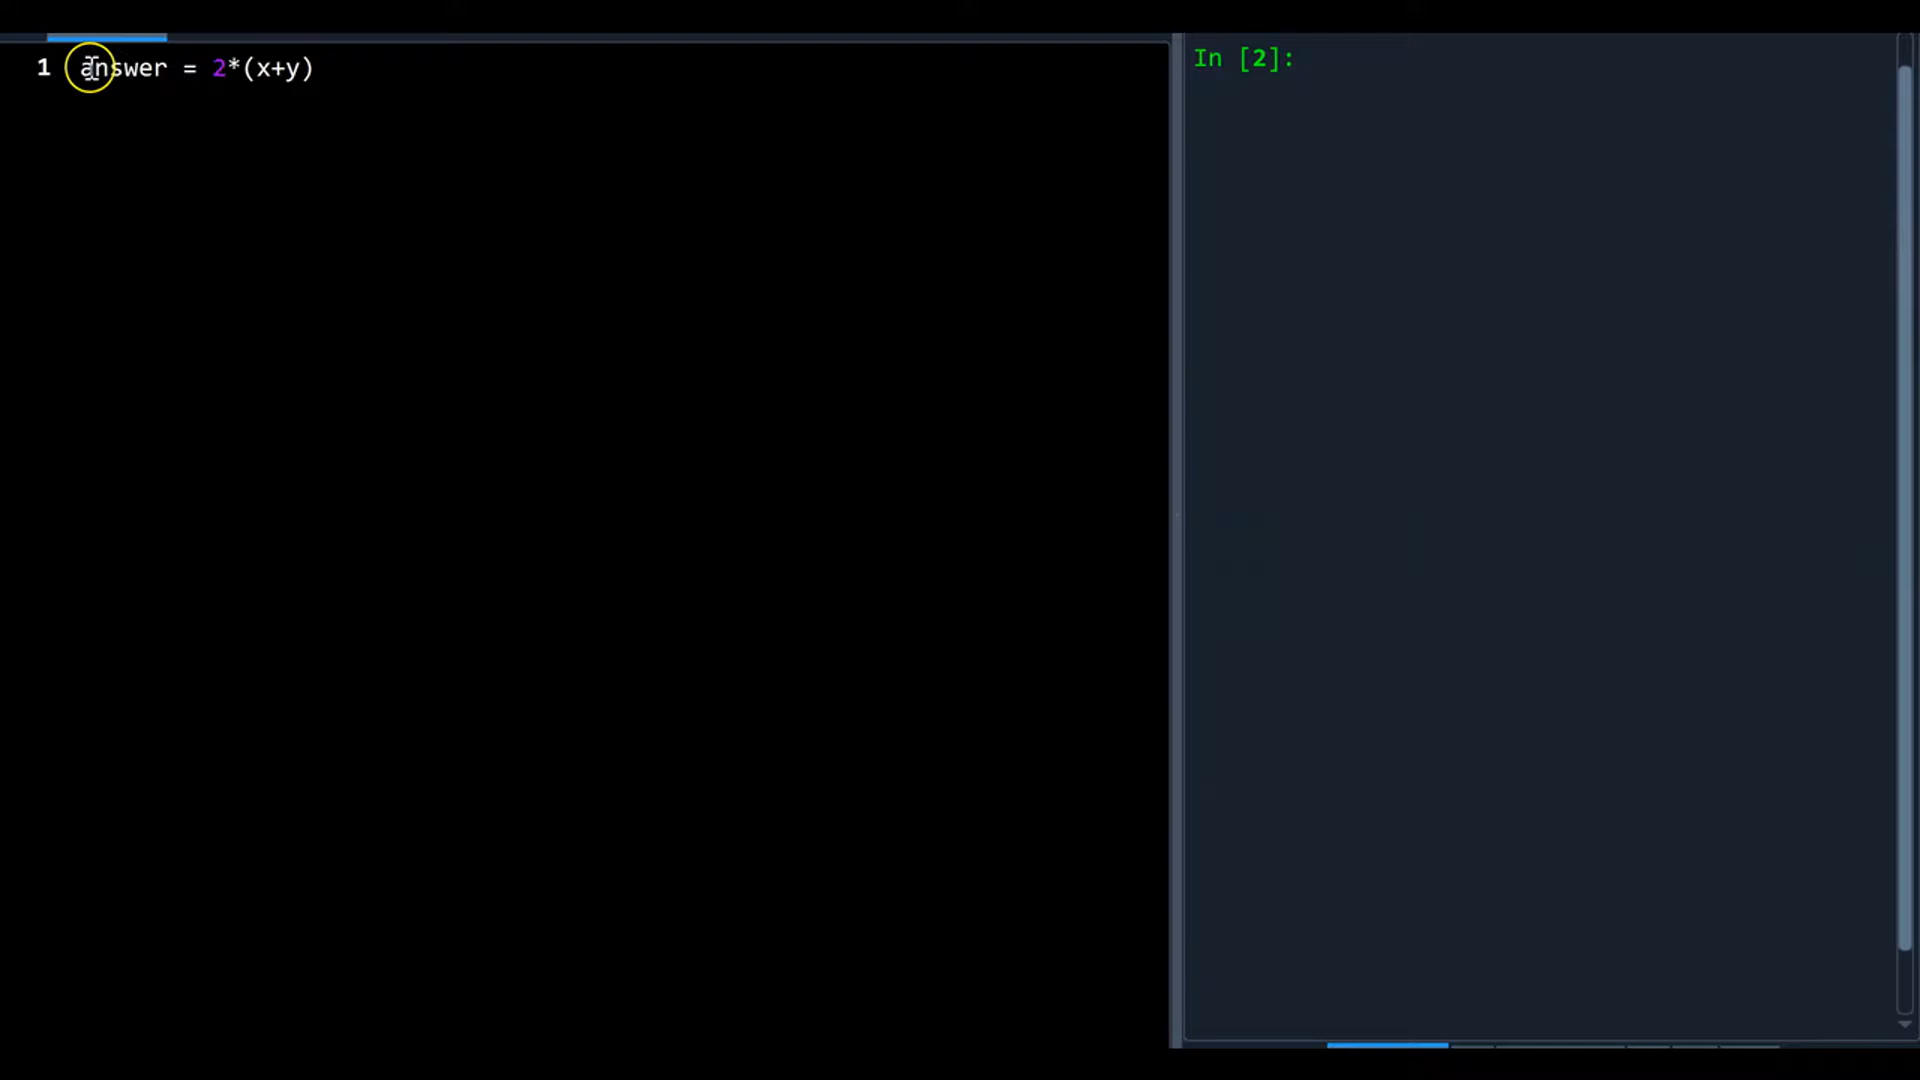 1 answer = 2*(x+y)
In [2]: